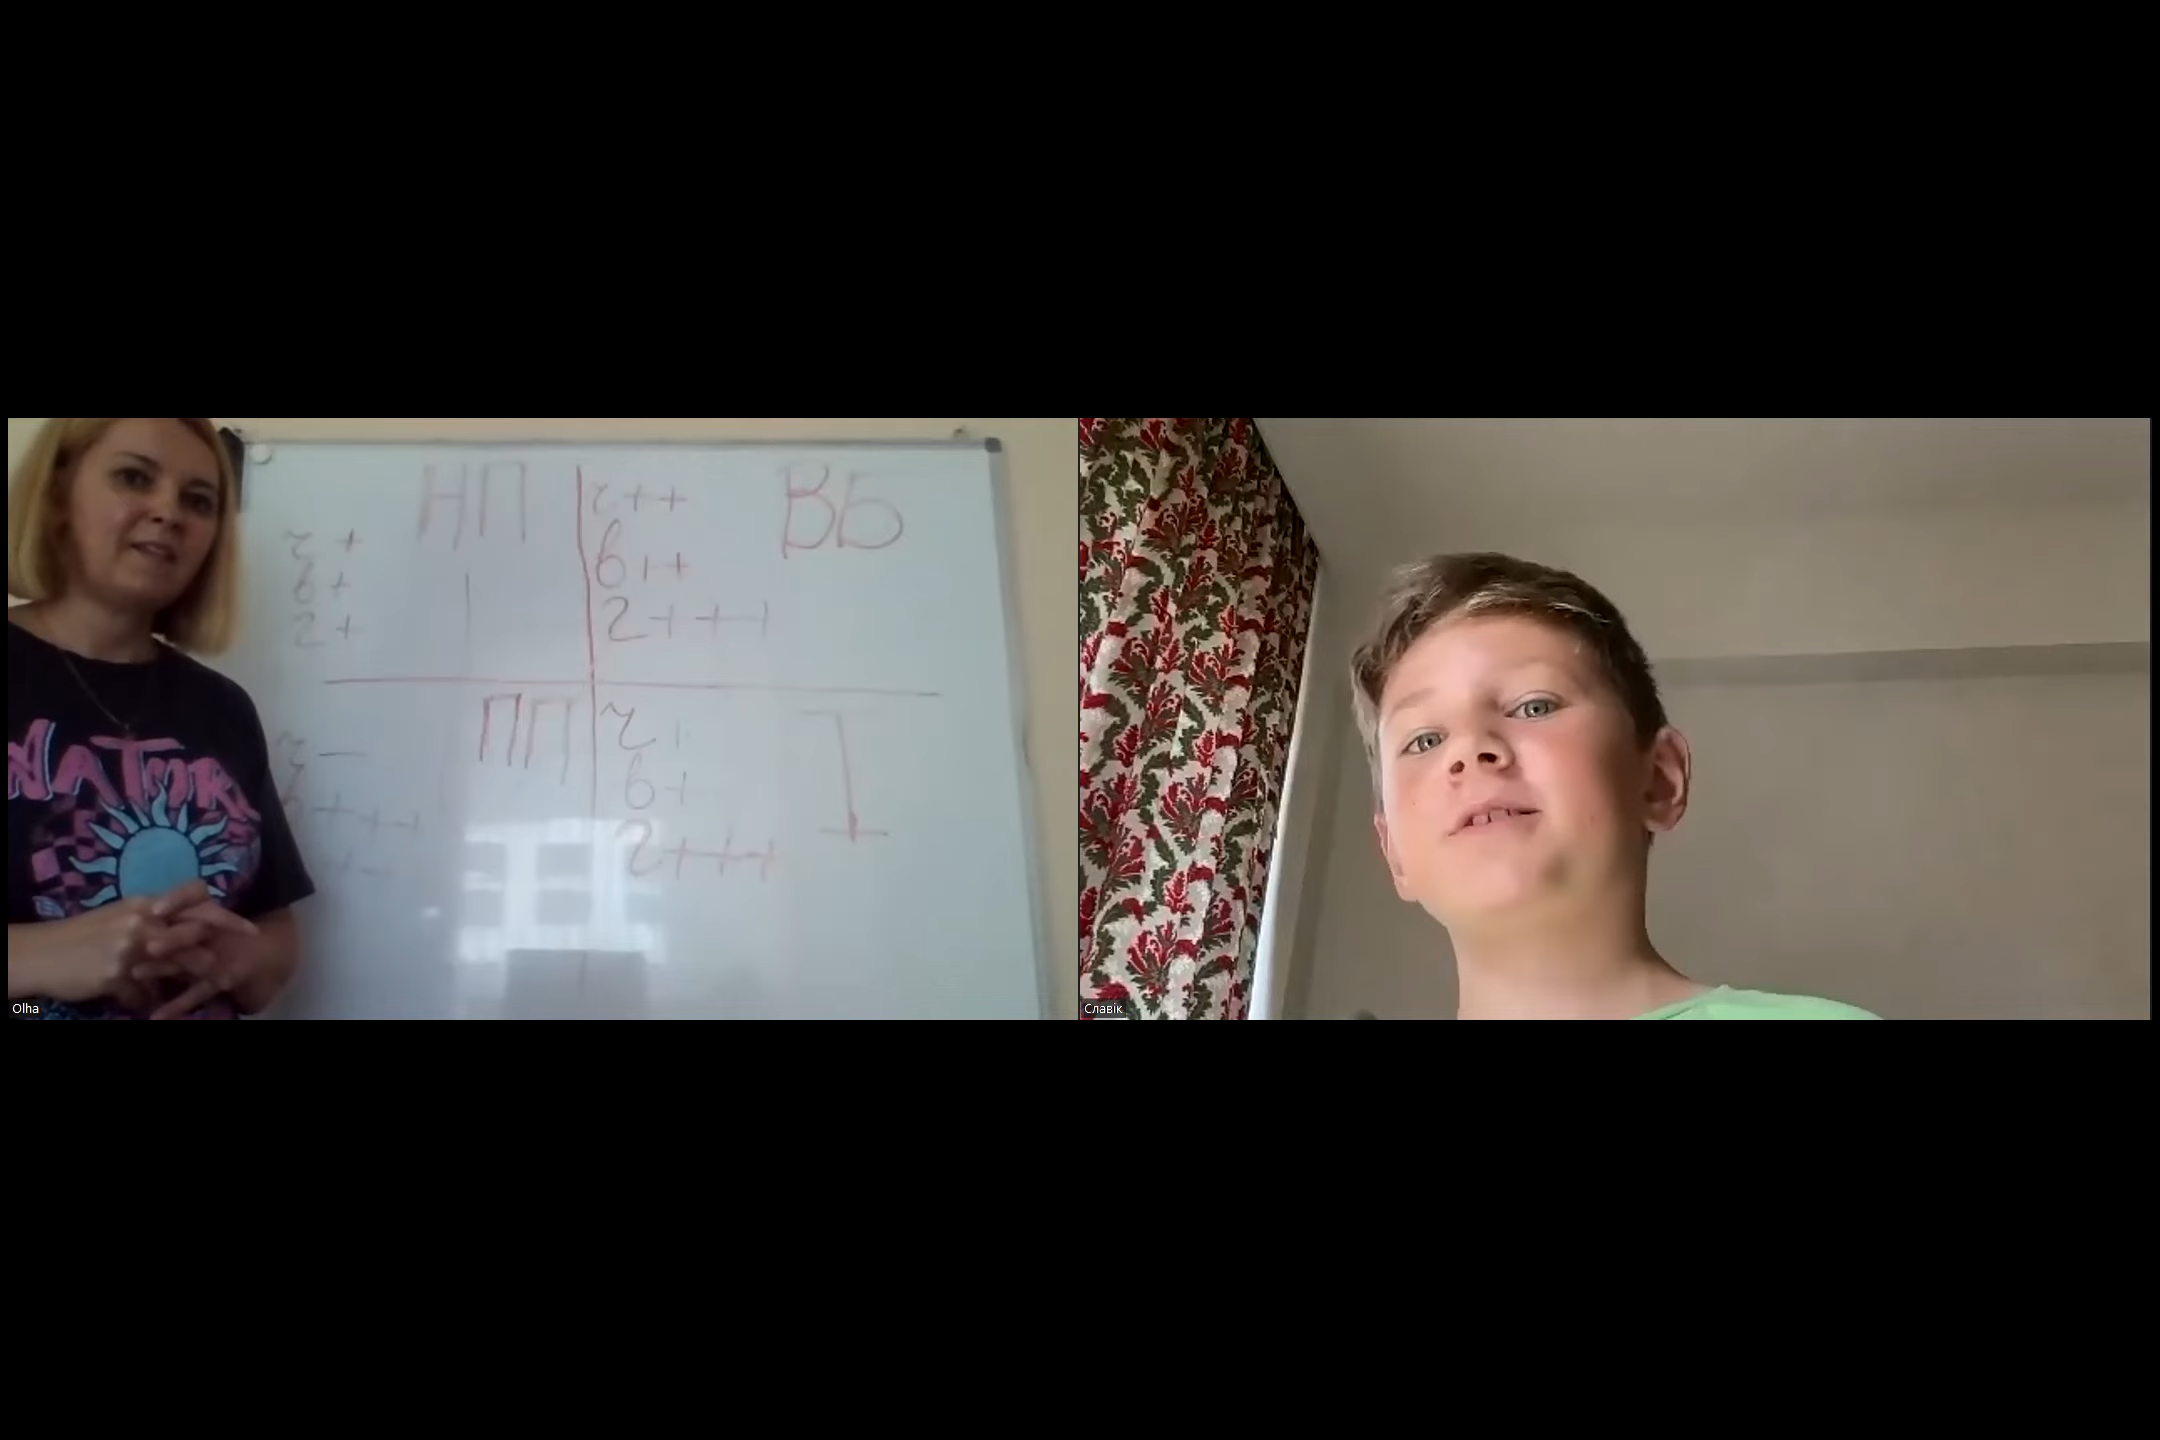 НП
ч +
в +
г +
ВБ
ч + +
в + +
г + + +
ПП
ч —
в + + +
+ +
Т
ч +
в +
г + + +
Olha
Славік